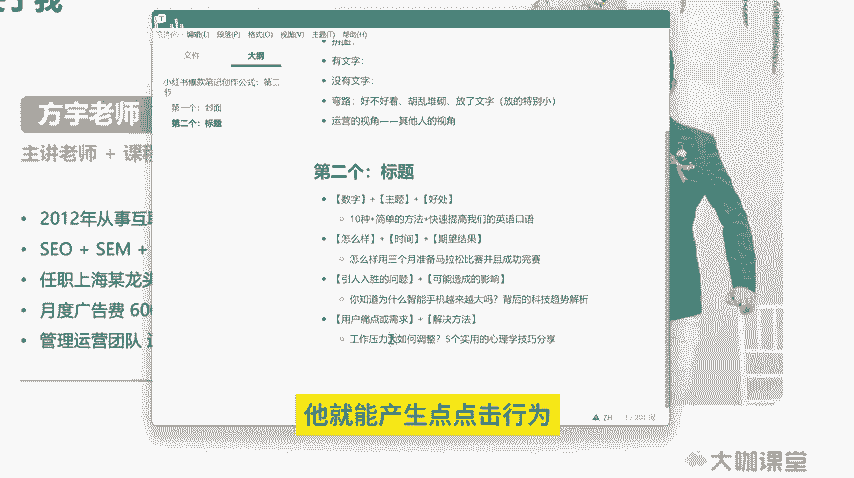 于我
方宇老师
主讲老师 + 课程
2012年从事互联
SEO + SEM +
任职上海某龙头
月度广告费 600
管理运营团队
编辑(E) 段落(P) 格式(O) 视图(V) 主题(T) 帮助(H)
文件 大纲
小红书爆款笔记创作公式：第二
节
第一个：封面
第二个：标题
拼图：
有文字：
没有文字：
弯路：好不好看、胡乱堆砌、放了文字（放的特别小）
运营的视角——其他人的视角
第二个：标题
【数字】+【主题】+【好处】
10种+简单的方法+快速提高我们的英语口语
【怎么样】+【时间】+【期望结果】
怎么样用三个月准备马拉松比赛并且成功完赛
【引人入胜的问题】+【可能造成的影响】
你知道为什么智能手机越来越大吗？背后的科技趋势解析
【用户痛点或需求】+【解决方法】
工作压力大如何调整？5个实用的心理学技巧分享
他就能产生点点击行为
ZH
大咖课堂